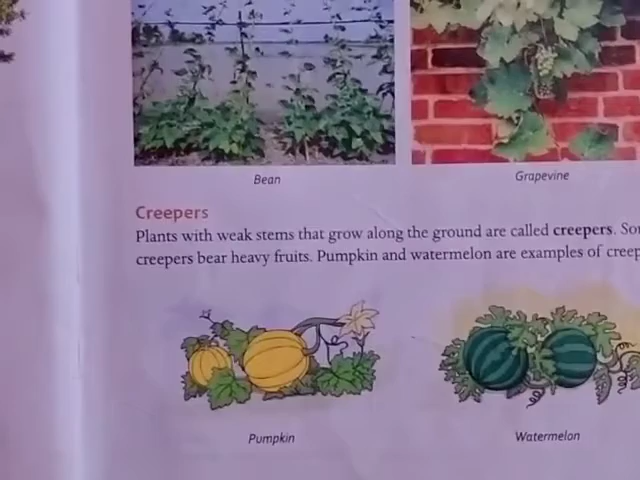 Bean
Grapevine
Creepers
Plants with weak stems that grow along the ground are called creepers.
creepers bear heavy fruits. Pumpkin and watermelon are examples of
Pumpkin
Watermelon